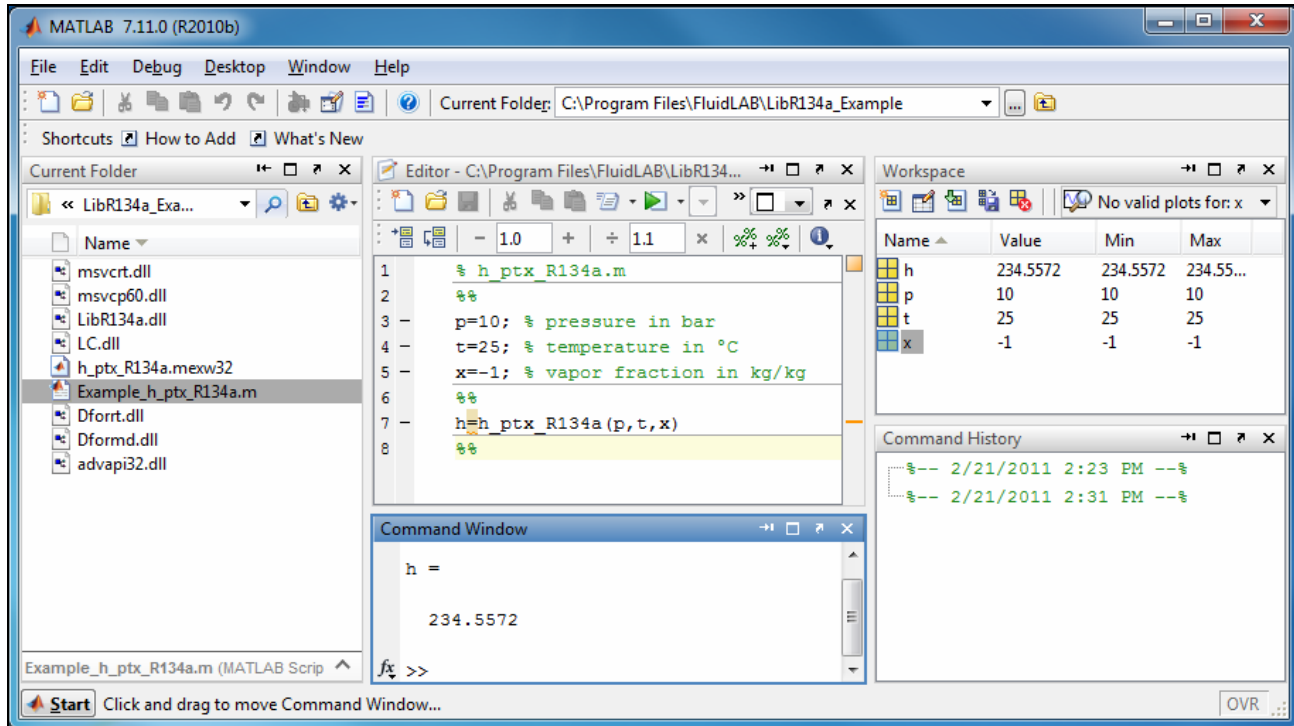 MATLAB 7.11.0 (R2010b)
File Edit Debug Desktop Window Help
Current Folder: C:\Program Files\FluidLAB\LibR134a_Example
Shortcuts How to Add What's New
Current Folder
« LibR134a_Exa...
Name
msvcrt.dll
msvcp60.dll
LibR134a.dll
LC.dll
h_ptx_R134a.mexw32
Example_h_ptx_R134a.m
Dforrt.dll
Dformd.dll
advapi32.dll
Example_h_ptx_R134a.m (MATLAB Scrip
Editor - C:\Program Files\FluidLAB\LibR134...
− 1.0 + ÷ 1.1 ×
1 % h_ptx_R134a.m
2 %%
3 – p=10; % pressure in bar
4 – t=25; % temperature in °C
5 – x=-1; % vapor fraction in kg/kg
6 %%
7 – h=h_ptx_R134a(p,t,x)
8 %%
Command Window
h =
234.5572
fx >>
Workspace
No valid plots for: x
Name Value Min Max
h 234.5572 234.5572 234.55...
p 10 10 10
t 25 25 25
x -1 -1 -1
Command History
%-- 2/21/2011 2:23 PM --%
%-- 2/21/2011 2:31 PM --%
Start Click and drag to move Command Window...
OVR